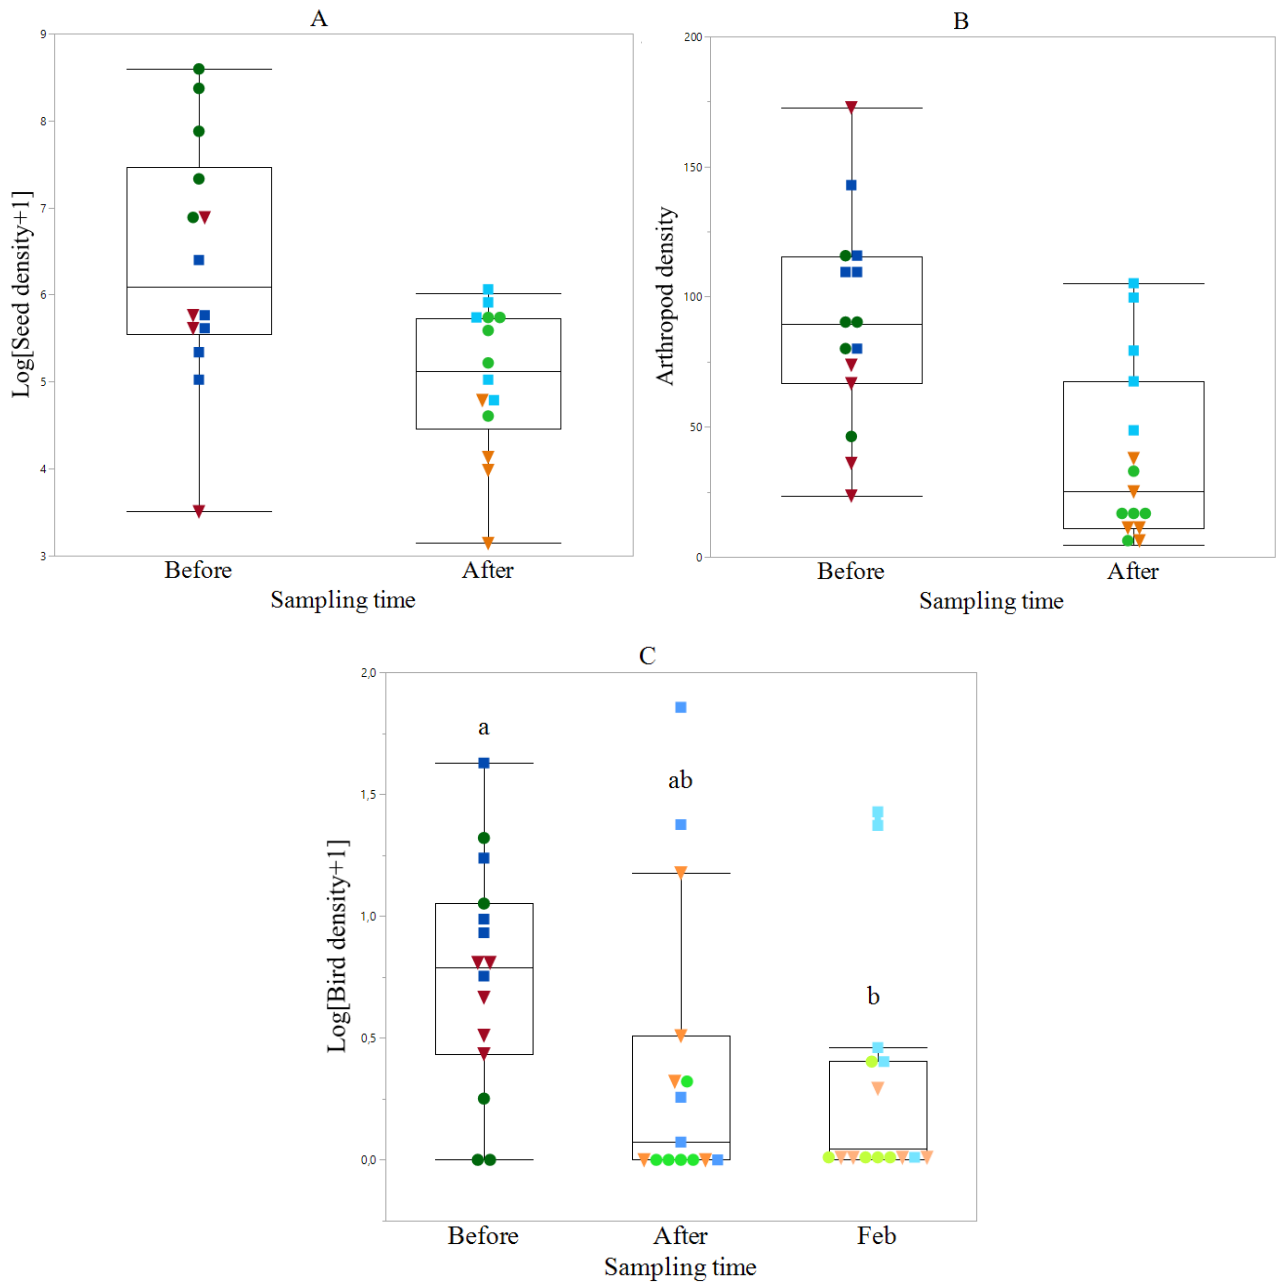 A
9
8
7
6
5
4
3
Log[Seed density+1]
Before
After
Sampling time
B
200
150
100
50
0
Arthropod density
Before
After
Sampling time
C
2,0
1,5
1,0
0,5
0,0
Log[Bird density+1]
a
ab
b
Before
After
Feb
Sampling time